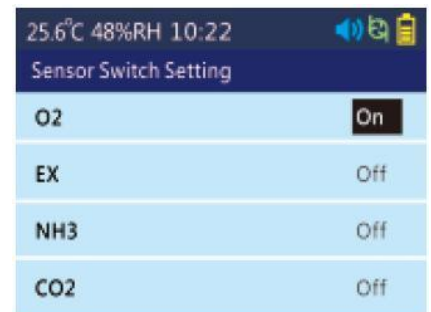 25.6°C 48%RH 10:22
Sensor Switch Setting
O2 On
EX Off
NH3 Off
CO2 Off